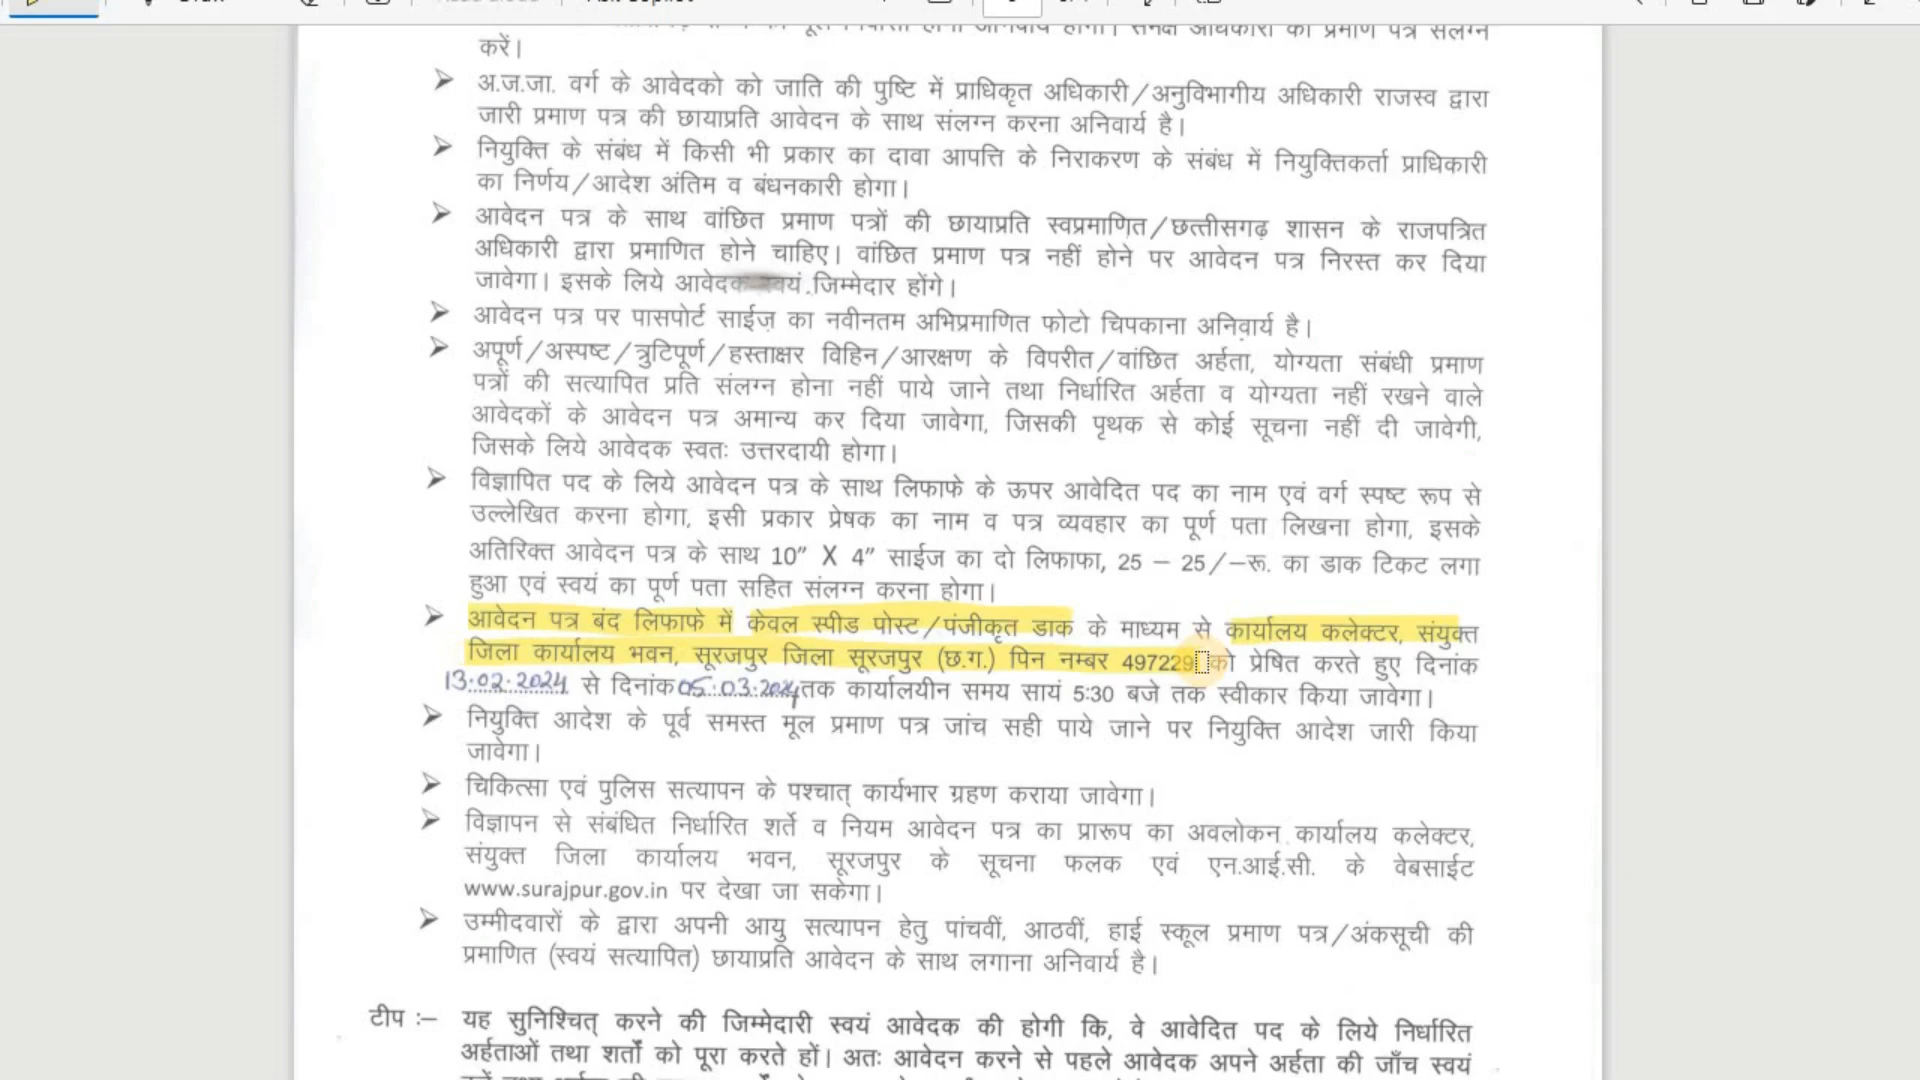 करें।
➤ अ.ज.जा. वर्ग के आवेदको को जाति की पुष्टि में प्राधिकृत अधिकारी/अनुविभागीय अधिकारी राजस्व द्वारा
जारी प्रमाण पत्र की छायाप्रति आवेदन के साथ संलग्न करना अनिवार्य है।
➤ नियुक्ति के संबंध में किसी भी प्रकार का दावा आपत्ति के निराकरण के संबंध में नियुक्तिकर्ता प्राधिकारी
का निर्णय/आदेश अंतिम व बंधनकारी होगा।
➤ आवेदन पत्र के साथ वांछित प्रमाण पत्रों की छायाप्रति स्वप्रमाणित/छत्तीसगढ़ शासन के राजपत्रित
अधिकारी द्वारा प्रमाणित होने चाहिए। वांछित प्रमाण पत्र नहीं होने पर आवेदन पत्र निरस्त कर दिया
जावेगा। इसके लिये आवेदक स्वयं जिम्मेदार होंगे।
➤ आवेदन पत्र पर पासपोर्ट साईज का नवीनतम अभिप्रमाणित फोटो चिपकाना अनिवार्य है।
➤ अपूर्ण/अस्पष्ट/त्रुटिपूर्ण/हस्ताक्षर विहिन/आरक्षण के विपरीत/वांछित अर्हता, योग्यता संबंधी प्रमाण
पत्रों की सत्यापित प्रति संलग्न होना नहीं पाये जाने तथा निर्धारित अर्हता व योग्यता नहीं रखने वाले
आवेदकों के आवेदन पत्र अमान्य कर दिया जावेगा, जिसकी पृथक से कोई सूचना नहीं दी जावेगी,
जिसके लिये आवेदक स्वतः उत्तरदायी होगा।
➤ विज्ञापित पद के लिये आवेदन पत्र के साथ लिफाफे के ऊपर आवेदित पद का नाम एवं वर्ग स्पष्ट रूप से
उल्लेखित करना होगा, इसी प्रकार प्रेषक का नाम व पत्र व्यवहार का पूर्ण पता लिखना होगा, इसके
अतिरिक्त आवेदन पत्र के साथ 10” X 4” साईज का दो लिफाफा, 25 – 25/–रू. का डाक टिकट लगा
हुआ एवं स्वयं का पूर्ण पता सहित संलग्न करना होगा।
➤ आवेदन पत्र बंद लिफाफे में केवल स्पीड पोस्ट/पंजीकृत डाक के माध्यम से कार्यालय कलेक्टर, संयुक्त
जिला कार्यालय भवन, सूरजपुर जिला सूरजपुर (छ.ग.) पिन नम्बर 497229 को प्रेषित करते हुए दिनांक
13.02.2024 से दिनांक 05.03.2024 तक कार्यालयीन समय सायं 5:30 बजे तक स्वीकार किया जावेगा।
➤ नियुक्ति आदेश के पूर्व समस्त मूल प्रमाण पत्र जांच सही पाये जाने पर नियुक्ति आदेश जारी किया
जावेगा।
➤ चिकित्सा एवं पुलिस सत्यापन के पश्चात् कार्यभार ग्रहण कराया जावेगा।
➤ विज्ञापन से संबंधित निर्धारित शर्ते व नियम आवेदन पत्र का प्रारूप का अवलोकन कार्यालय कलेक्टर,
संयुक्त जिला कार्यालय भवन, सूरजपुर के सूचना फलक एवं एन.आई.सी. के वेबसाईट
www.surajpur.gov.in पर देखा जा सकेगा।
➤ उम्मीदवारों के द्वारा अपनी आयु सत्यापन हेतु पांचवीं, आठवीं, हाई स्कूल प्रमाण पत्र/अंकसूची की
प्रमाणित (स्वयं सत्यापित) छायाप्रति आवेदन के साथ लगाना अनिवार्य है।
टीप :– यह सुनिश्चित् करने की जिम्मेदारी स्वयं आवेदक की होगी कि, वे आवेदित पद के लिये निर्धारित
अर्हताओं तथा शर्तों को पूरा करते हों। अतः आवेदन करने से पहले आवेदक अपने अर्हता की जाँच स्वयं